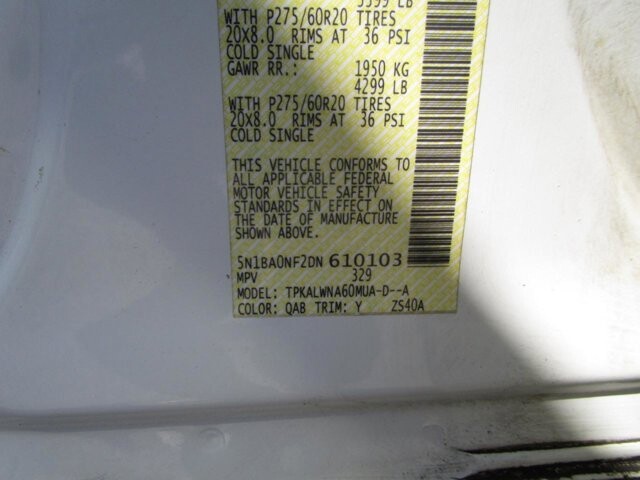 5399 LB
WITH P275/60R20 TIRES
20X8.0 RIMS AT 36 PSI
COLD SINGLE
GAWR RR.: 1950 KG
4299 LB
WITH P275/60R20 TIRES
20X8.0 RIMS AT 36 PSI
COLD SINGLE
THIS VEHICLE CONFORMS TO
ALL APPLICABLE FEDERAL
MOTOR VEHICLE SAFETY
STANDARDS IN EFFECT ON
THE DATE OF MANUFACTURE
SHOWN ABOVE.
5N1BA0NF2DN 610103
MPV 329
MODEL: TPKALWNA60MUA-D--A
COLOR: QAB TRIM: Y ZS40A